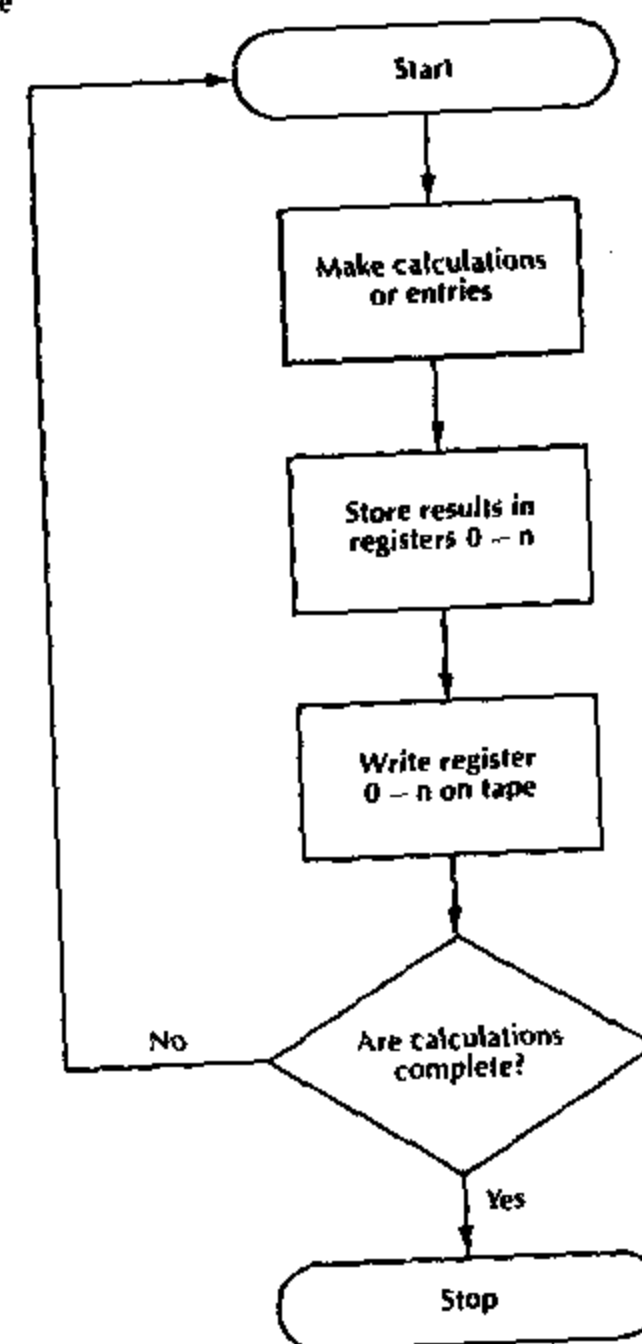 e
Start
Make calculations
or entries
Store results in
registers 0 – n
Write register
0 – n on tape
Are calculations
complete?
No
Yes
Stop